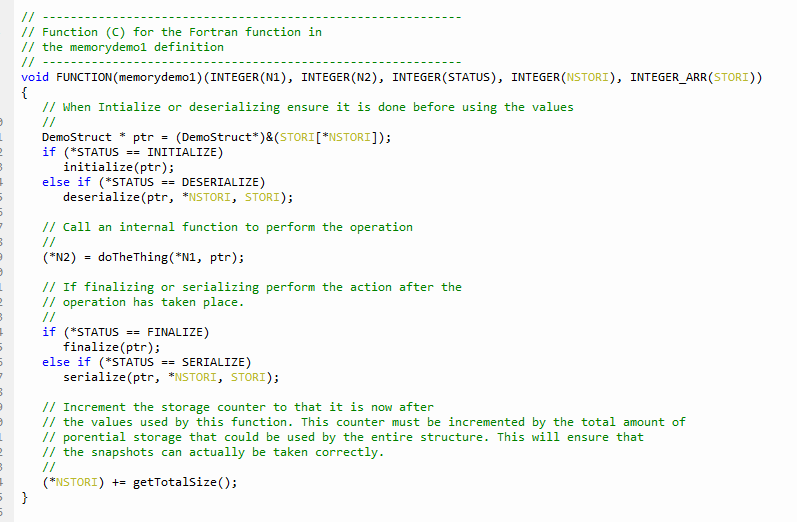 // -----------------------------------------------------------
// Function (C) for the Fortran function in
// the memorydemo1 definition
// -----------------------------------------------------------
void FUNCTION(memorydemo1)(INTEGER(N1), INTEGER(N2), INTEGER(STATUS), INTEGER(NSTORI), INTEGER_ARR(STORI))
{
   // When Intialize or deserializing ensure it is done before using the values
   //
   DemoStruct * ptr = (DemoStruct*)&(STORI[*NSTORI]);
   if (*STATUS == INITIALIZE)
      initialize(ptr);
   else if (*STATUS == DESERIALIZE)
      deserialize(ptr, *NSTORI, STORI);

   // Call an internal function to perform the operation
   //
   (*N2) = doTheThing(*N1, ptr);

   // If finalizing or serializing perform the action after the
   // operation has taken place.
   //
   if (*STATUS == FINALIZE)
      finalize(ptr);
   else if (*STATUS == SERIALIZE)
      serialize(ptr, *NSTORI, STORI);

   // Increment the storage counter to that it is now after
   // the values used by this function. This counter must be incremented by the total amount of
   // porential storage that could be used by the entire structure. This will ensure that
   // the snapshots can actually be taken correctly.
   //
   (*NSTORI) += getTotalSize();
}